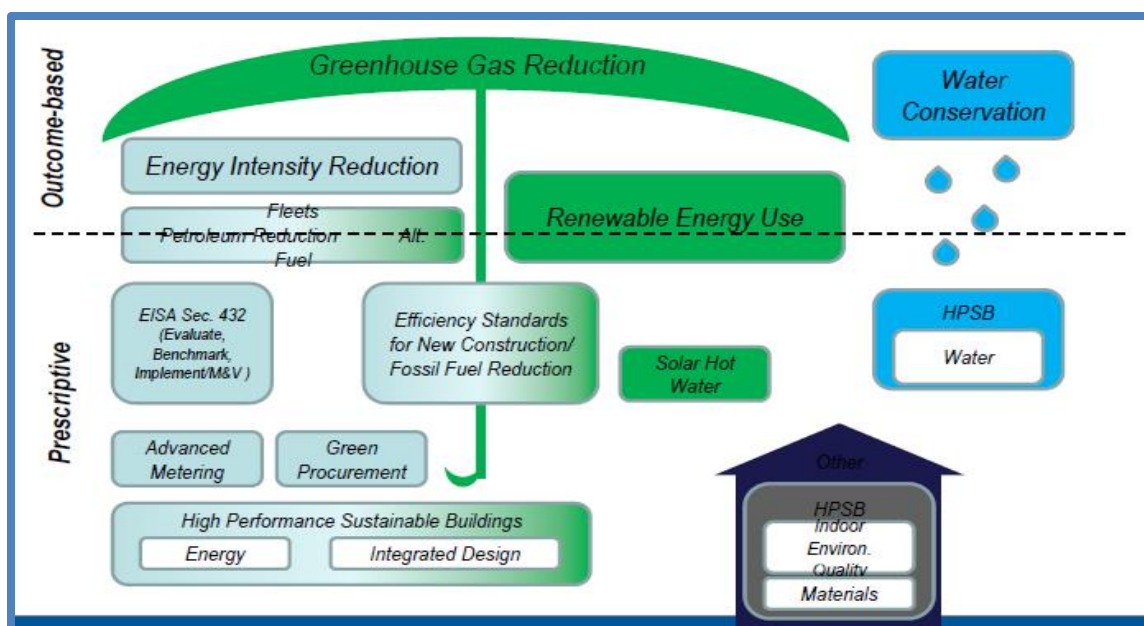 Outcome-based
Prescriptive
Greenhouse Gas Reduction
Water
Conservation
Energy Intensity Reduction
Fleets
Petroleum Reduction Alt.
Fuel
Renewable Energy Use
EISA Sec. 432
(Evaluate,
Benchmark,
Implement/M&V )
Efficiency Standards
for New Construction/
Fossil Fuel Reduction
Solar Hot
Water
HPSB
Water
Advanced
Metering
Green
Procurement
High Performance Sustainable Buildings
Energy
Integrated Design
Other
HPSB
Indoor
Environ.
Quality
Materials